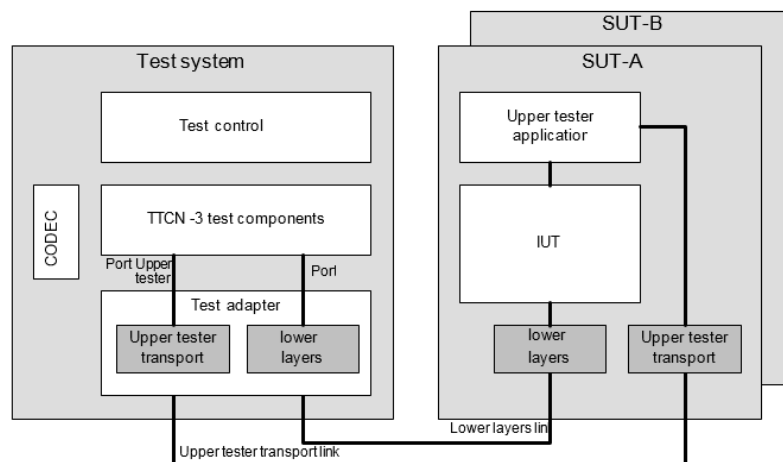 SUT-B
Test system
SUT-A
Test control
Upper tester
applicatior
CODEC
TTCN -3 test components
IUT
Port Upper
tester
Porl
Test adapter
Upper tester
transport
lower
layers
lower
layers
Upper tester
transport
Lower layers lin
Upper tester transport link